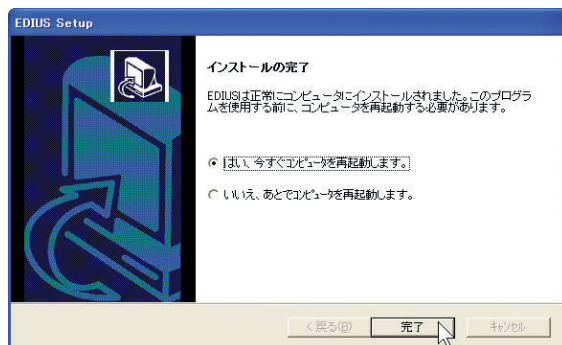 EDIUS Setup
インストールの完了
EDIUSは正常にコンピュータにインストールされました。このプログラ
ムを使用する前に、コンピュータを再起動する必要があります。
はい、今すぐコンピュータを再起動します。
いいえ、あとでコンピュータを再起動します。
< 戻る(B)
完了
キャンセル